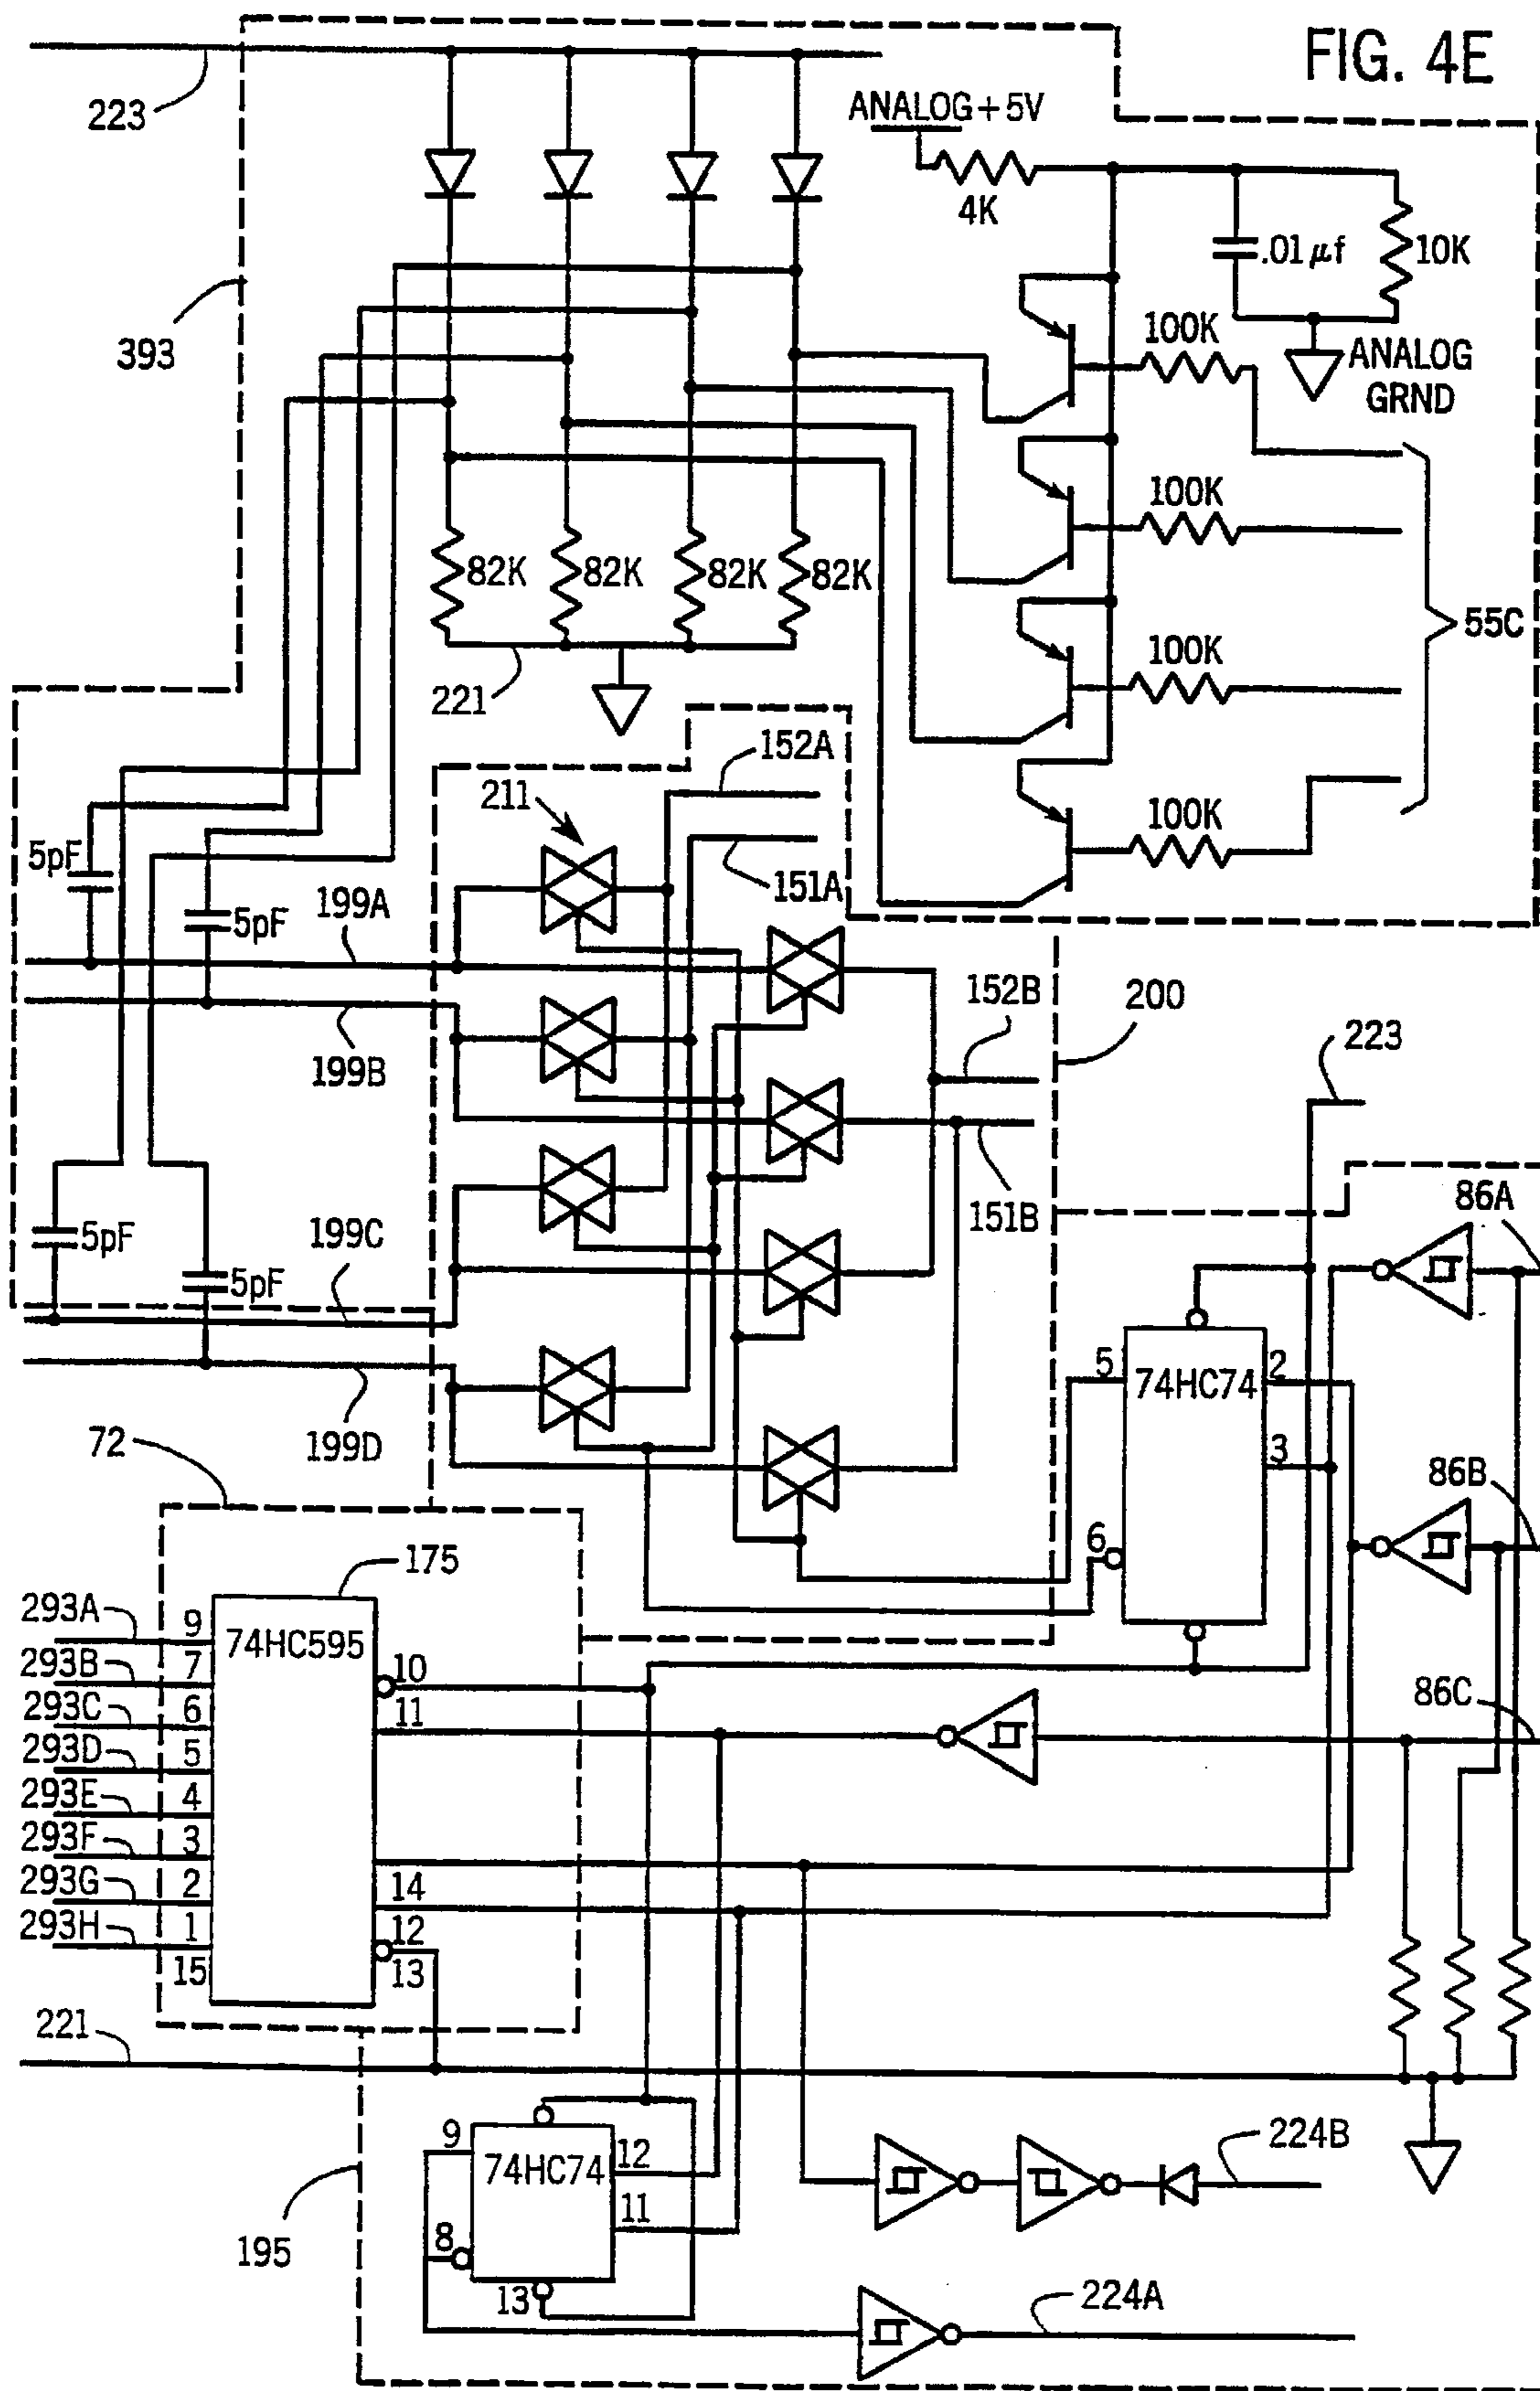 FIG. 4E
223
ANALOG+5V
4K
.01 μf
10K
393
100K
ANALOG
GRND
100K
82K
82K
82K
82K
55C
100K
221
152A
211
100K
5pF
151A
199A
5pF
152B
200
223
199B
86A
151B
5pF
199C
5pF
5
74HC74
2
72
199D
3
86B
6
175
293A
9
74HC595
293B
7
10
293C
6
11
86C
293D
5
293E
4
293F
3
293G
2
14
293H
1
12
15
13
221
9
74HC74
12
224B
11
195
8
13
224A